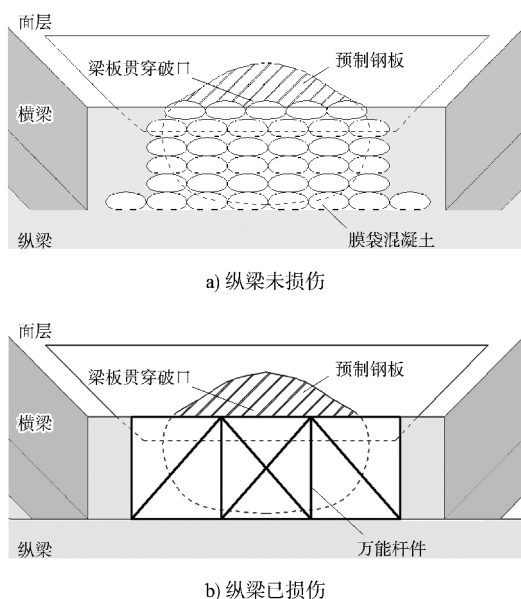 面层
梁板贯穿破口
预制钢板
横梁
膜袋混凝土
纵梁
a) 纵梁未损伤
面层
梁板贯穿破口
预制钢板
横梁
万能杆件
纵梁
b) 纵梁已损伤